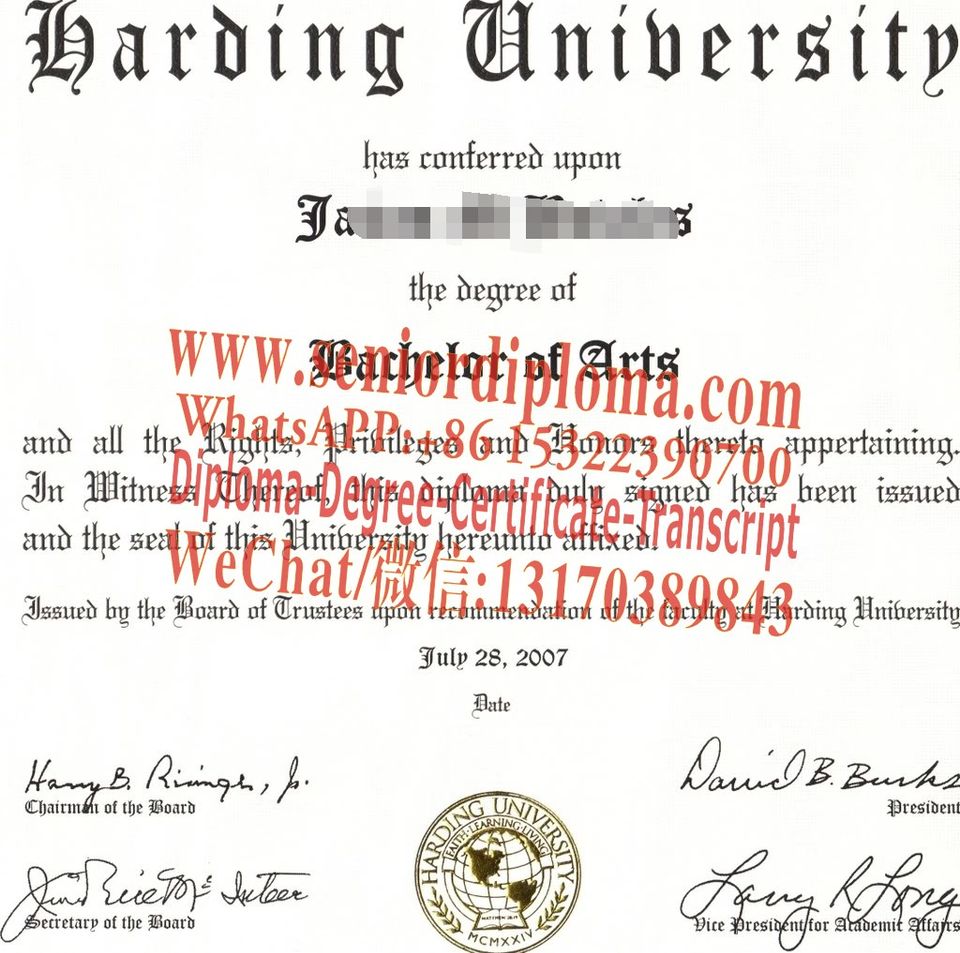 Harding University
has conferred upon
the degree of
Bachelor of Arts
www.seniordiploma.com
WhatsAPP:+86 15322390700
and all the Rights, Privileges and Honors thereto appertaining.
Diploma-Degree-Certificate-Transcript
In Witness Thereof, this diploma duly signed has been issued
and the seal of this University hereunto affixed.
WeChat/微信:13170389843
Issued by the Board of Trustees upon recommendation of the faculty at Harding University
July 28, 2007
Date
Chairman of the Board
David B. Burks
President
Secretary of the Board
Larry R Long
Vice President for Academic Affairs
HARDING UNIVERSITY
FAITH·LEARNING·LIVING
MCMXXIV